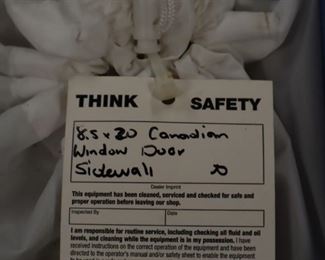 THINK SAFETY
8.5 x 20 Canadian
Window Door
Sidewall
Dealer Imprint
This equipment has been cleaned, serviced and checked for safe and
proper operation before leaving our shop.
Inspected By Date
I am responsible for routine service, including checking all fluid and oil
levels, and cleaning while the equipment is in my possession. I have
received instructions on the correct operation of the equipment and have been
directed to the operator's manual and/or safety sheet to enable the equipment